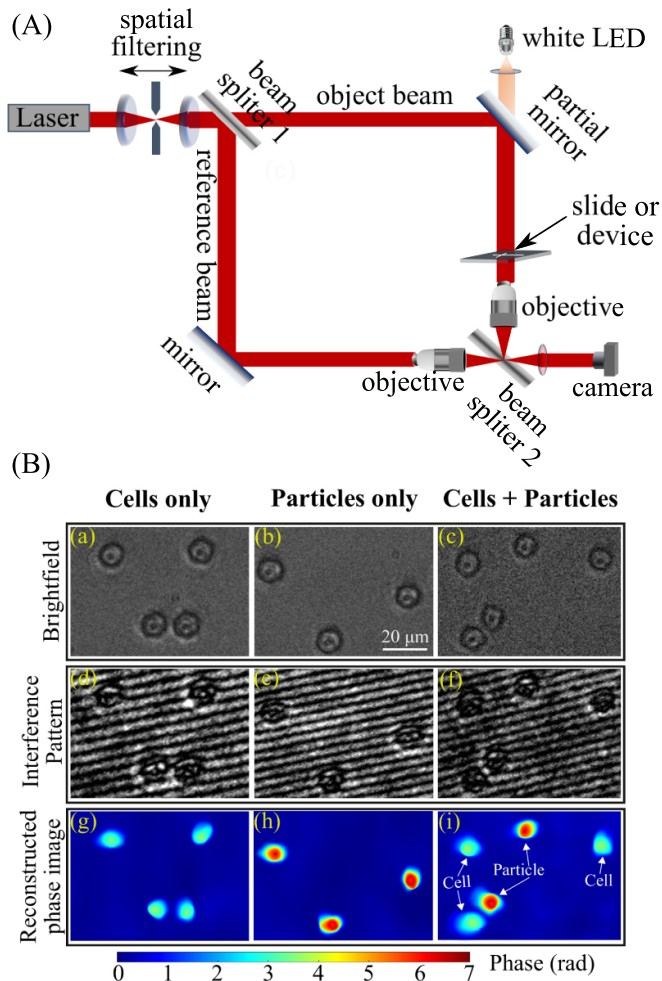 (A)
spatial
filtering
white LED
Laser
beam
spliter 1
object beam
partial
mirror
(c)
reference beam
slide or
device
objective
mirror
objective
beam
spliter 2
camera
(B)
Cells only
Particles only
Cells + Particles
Brightfield
(a)
(b)
(c)
20 μm
Interference
Pattern
(d)
(e)
(f)
Reconstructed
phase image
(g)
(h)
(i)
Cell
Particle
Cell
0 1 2 3 4 5 6 7
Phase (rad)